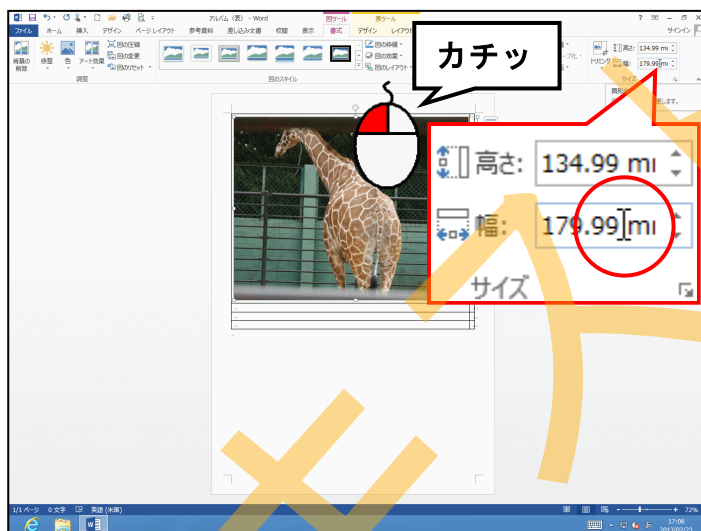 アルバム（表） - Word
図ツール
表ツール
ファイル
ホーム
挿入
デザイン
ページ レイアウト
参考資料
差し込み文書
校閲
表示
書式
デザイン
レイアウト
サインイン
背景の
削除
修整
色
アート効果
図の圧縮
図の変更
図のリセット
調整
図のスタイル
図の枠線
図の効果
図のレイアウト
トリミング
高さ:
134.99 mı
幅:
179.99 mı
サイズ
カチッ
高さ: 134.99 mı
幅: 179.99 mı
サイズ
1/1 ページ
0 文字
英語 (米国)
72%
17:06
2013/02/23